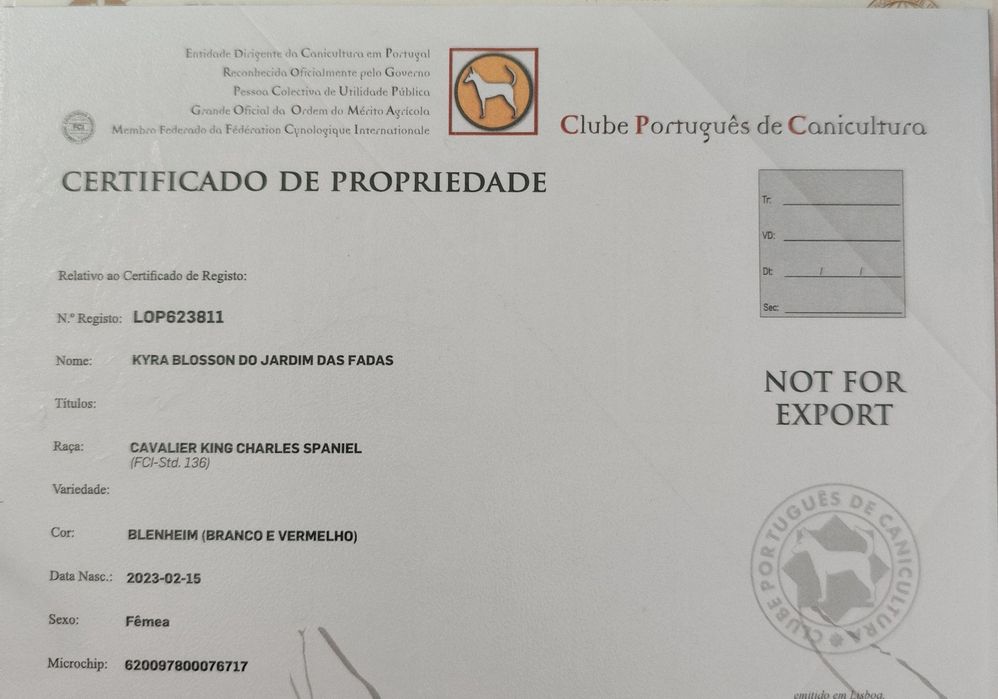 Entidade Dirigente da Canicultura em Portugal
Reconhecida Oficialmente pelo Governo
Pessoa Colectiva de Utilidade Pública
Grande Oficial da Ordem do Mérito Agrícola
Membro Federado da Fédération Cynologique Internationale
FCI
Clube Português de Canicultura
CERTIFICADO DE PROPRIEDADE
Tr:
VD:
Dt: / /
Sec:
Relativo ao Certificado de Registo:
N.º Registo: LOP623811
Nome: KYRA BLOSSON DO JARDIM DAS FADAS
Títulos:
NOT FOR
EXPORT
Raça: CAVALIER KING CHARLES SPANIEL
(FCI-Std. 136)
Variedade:
Cor: BLENHEIM (BRANCO E VERMELHO)
Data Nasc.: 2023-02-15
Sexo: Fêmea
Microchip: 620097800076717
CLUBE PORTUGUÊS DE CANICULTURA
emitido em Lisboa,